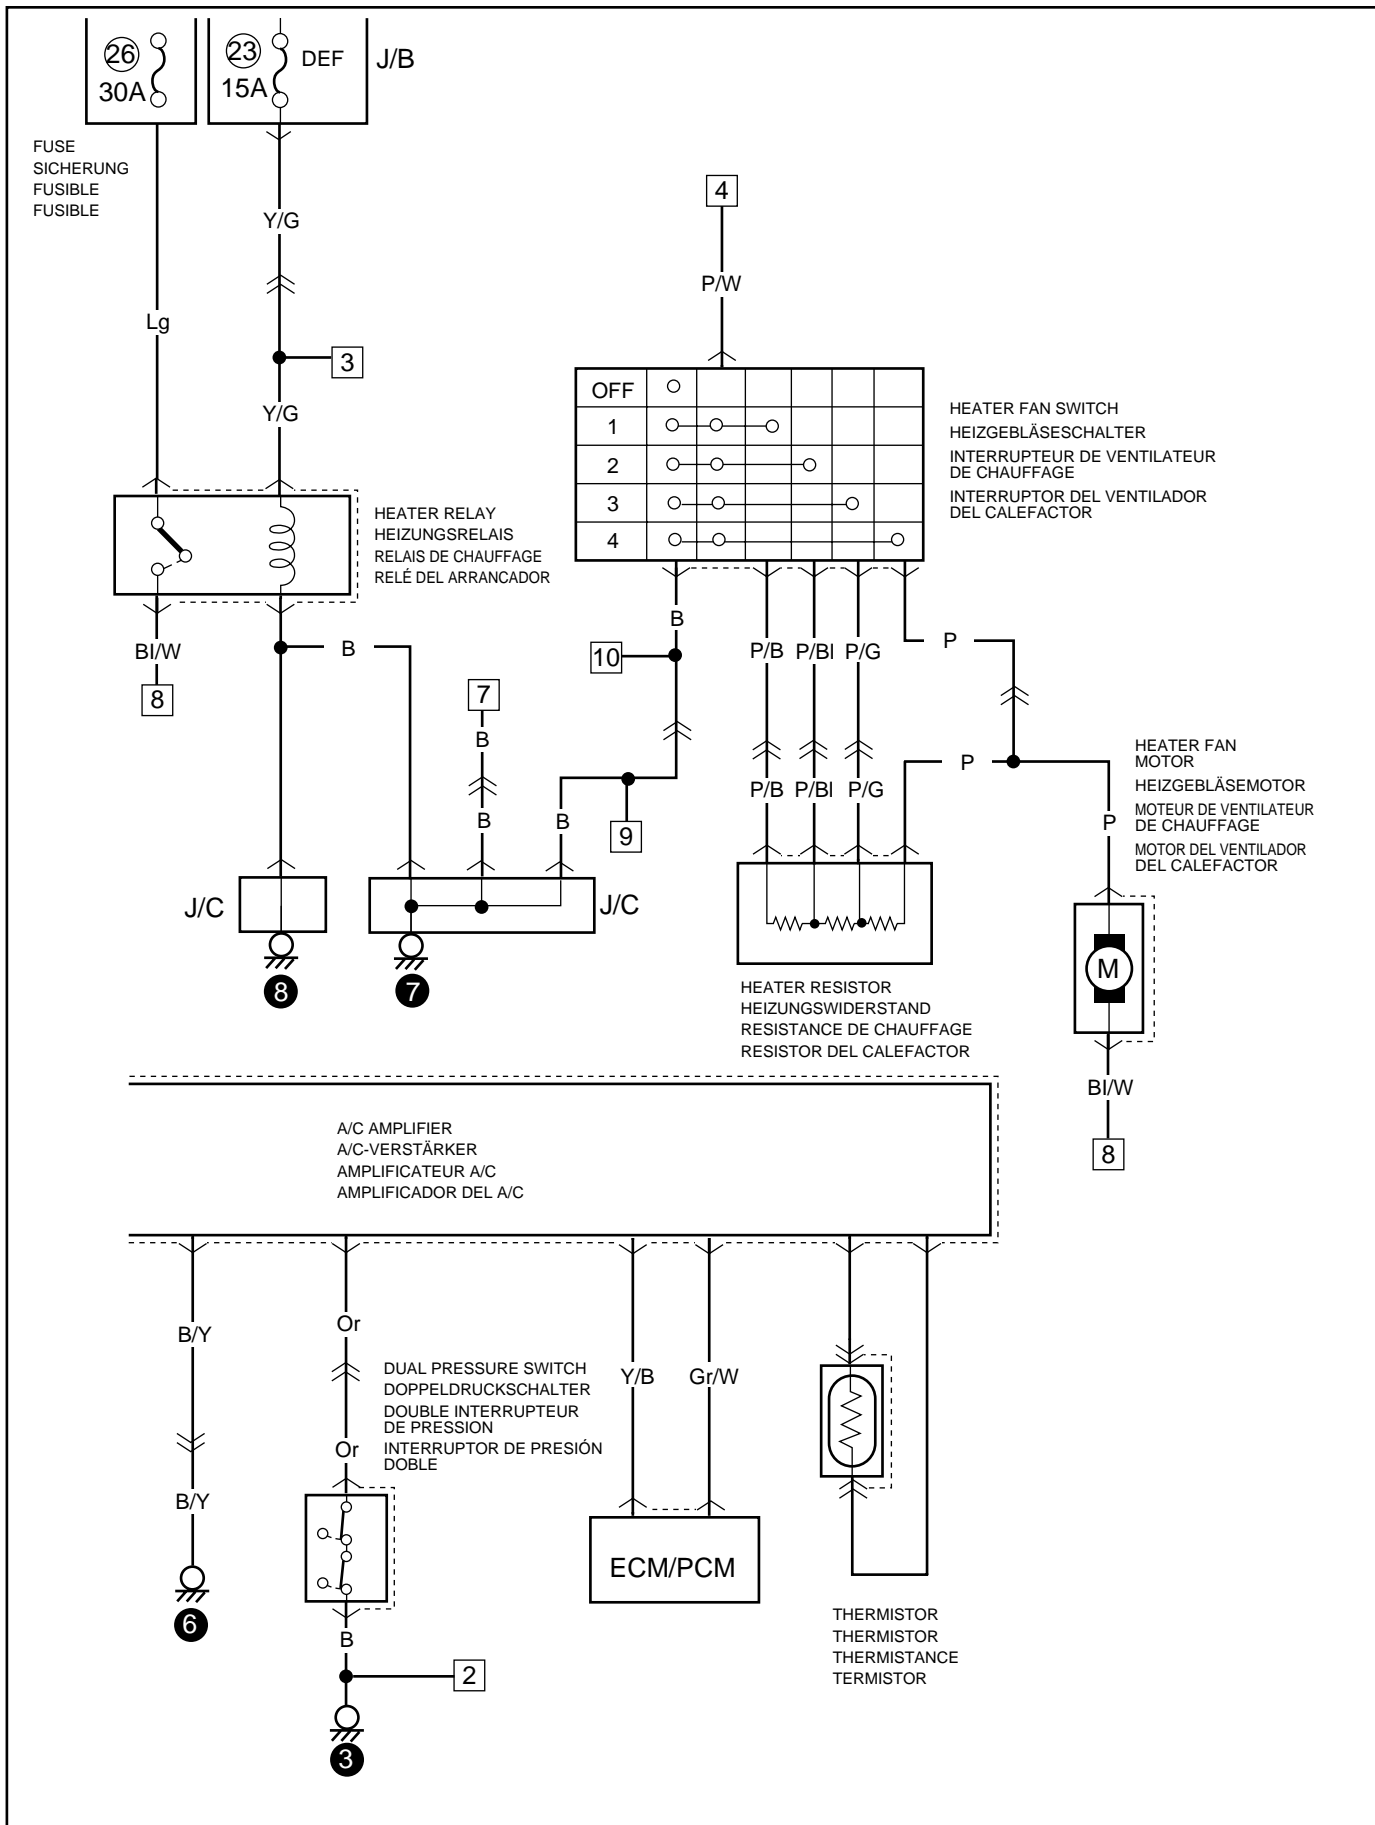 26
30A
23
15A
DEF
J/B
FUSE
SICHERUNG
FUSIBLE
FUSIBLE
Y/G
4
P/W
Lg
3
Y/G
OFF
1
2
3
4
HEATER FAN SWITCH
HEIZGEBLÄSESCHALTER
INTERRUPTEUR DE VENTILATEUR
DE CHAUFFAGE
INTERRUPTOR DEL VENTILADOR
DEL CALEFACTOR
HEATER RELAY
HEIZUNGSRELAIS
RELAIS DE CHAUFFAGE
RELÉ DEL ARRANCADOR
Bl/W
8
B
7
B
B
B
10
B
9
P/B P/Bl P/G
P
P
P/B P/Bl P/G
P
HEATER FAN
MOTOR
HEIZGEBLÄSEMOTOR
MOTEUR DE VENTILATEUR
DE CHAUFFAGE
MOTOR DEL VENTILADOR
DEL CALEFACTOR
J/C
J/C
8
7
M
HEATER RESISTOR
HEIZUNGSWIDERSTAND
RESISTANCE DE CHAUFFAGE
RESISTOR DEL CALEFACTOR
Bl/W
8
A/C AMPLIFIER
A/C-VERSTÄRKER
AMPLIFICATEUR A/C
AMPLIFICADOR DEL A/C
B/Y
Or
Y/B
Gr/W
DUAL PRESSURE SWITCH
DOPPELDRUCKSCHALTER
DOUBLE INTERRUPTEUR
DE PRESSION
INTERRUPTOR DE PRESIÓN
DOBLE
Or
B/Y
ECM/PCM
6
B
2
3
THERMISTOR
THERMISTOR
THERMISTANCE
TERMISTOR